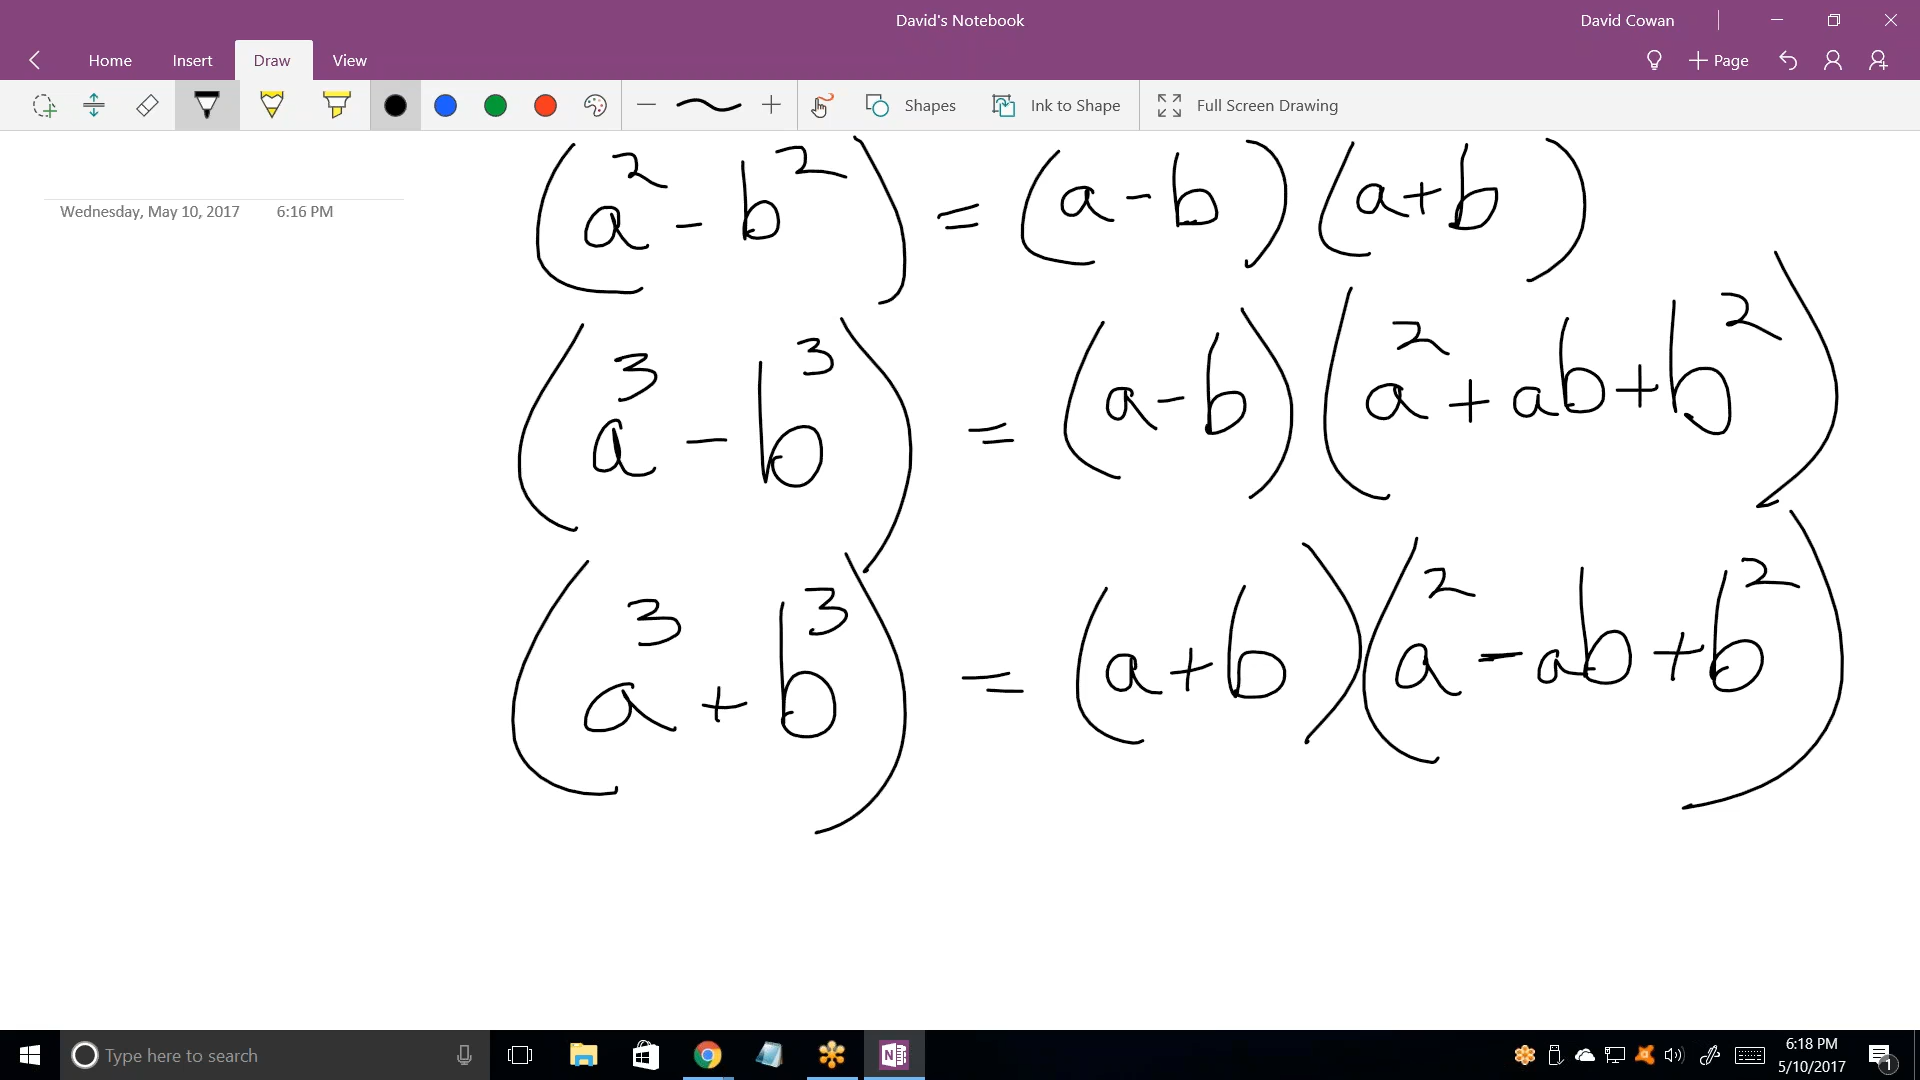 David's Notebook
David Cowan
Home Insert Draw View
Page
Shapes Ink to Shape Full Screen Drawing
(a² - b²) = (a-b)(a+b)
Wednesday, May 10, 2017 6:16 PM
(a³ - b³) = (a-b)(a² + ab + b²)
(a³ + b³) = (a+b)(a² - ab + b²)
Type here to search
N
6:18 PM
5/10/2017
1